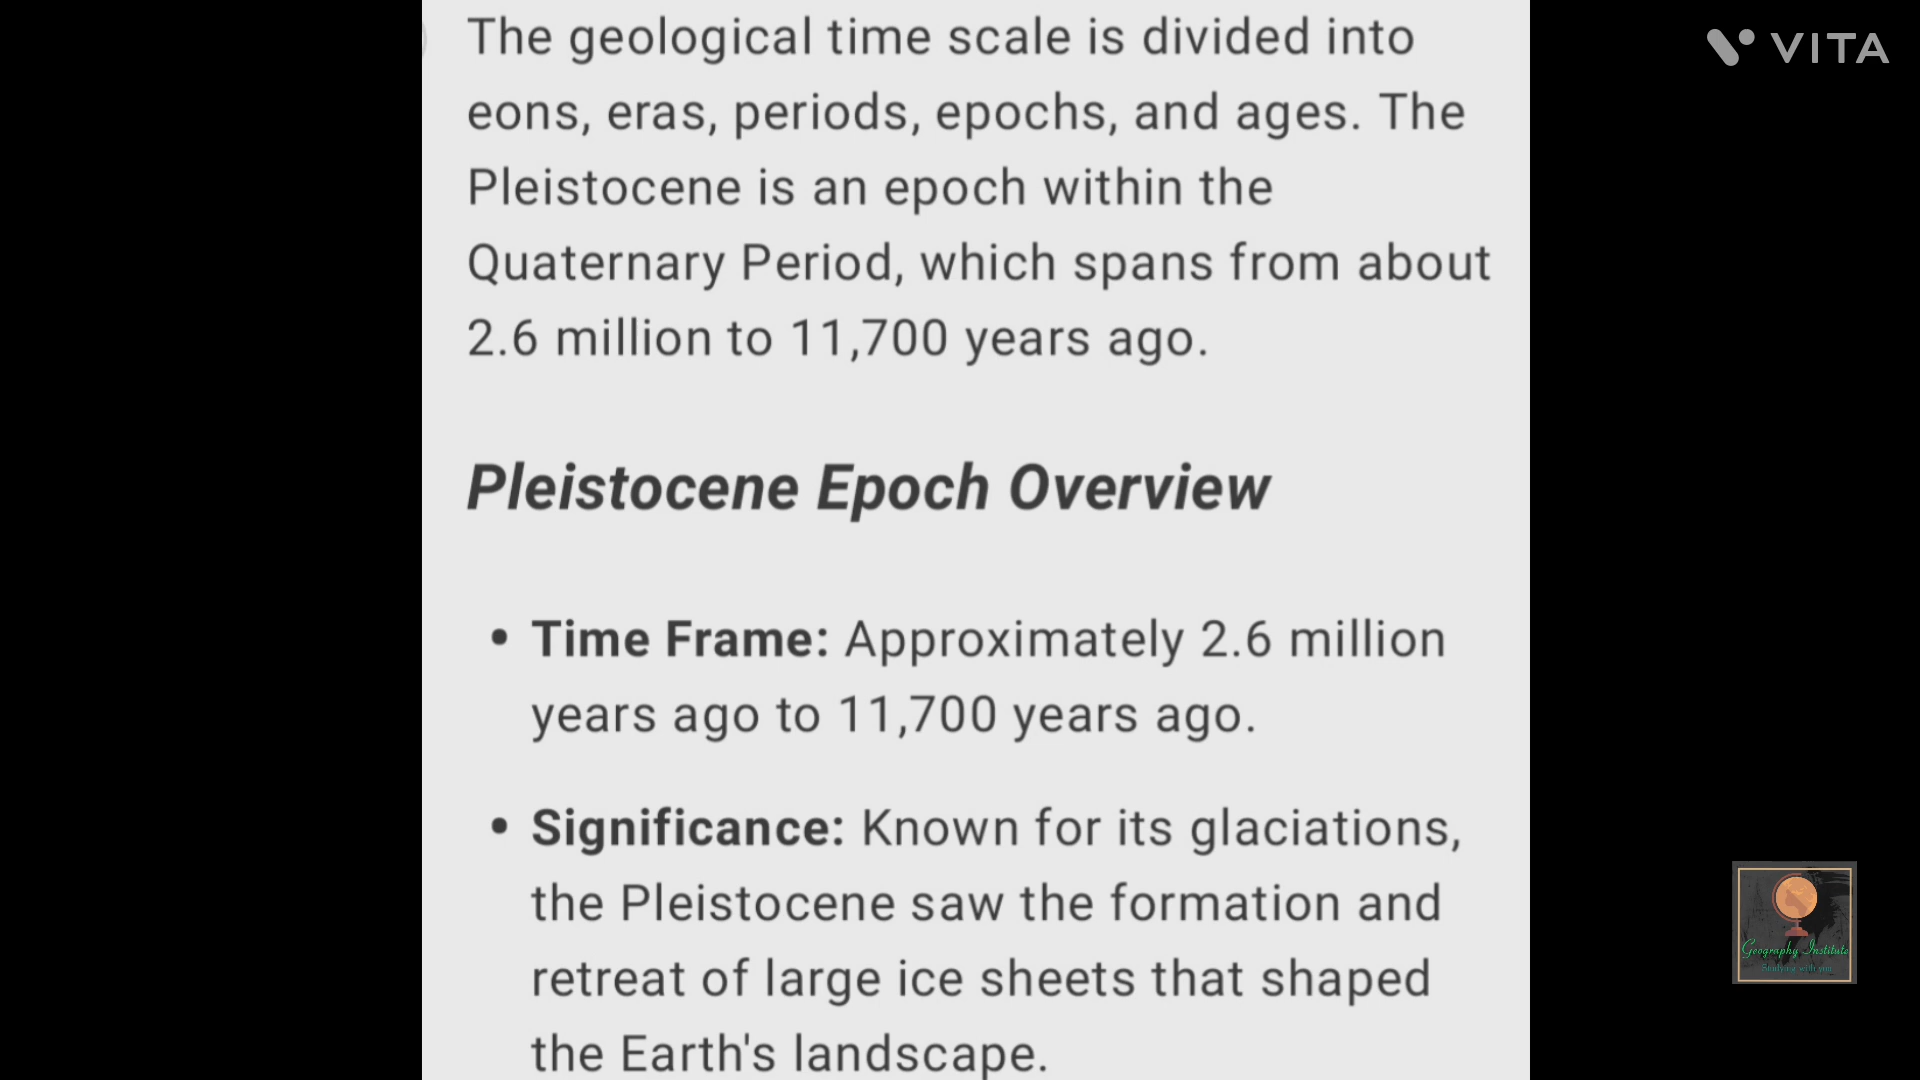 The geological time scale is divided into
eons, eras, periods, epochs, and ages. The
Pleistocene is an epoch within the
Quaternary Period, which spans from about
2.6 million to 11,700 years ago.
Pleistocene Epoch Overview
• Time Frame: Approximately 2.6 million
years ago to 11,700 years ago.
• Significance: Known for its glaciations,
the Pleistocene saw the formation and
retreat of large ice sheets that shaped
the Earth's landscape.
VITA
Geography Institute
Studying with you